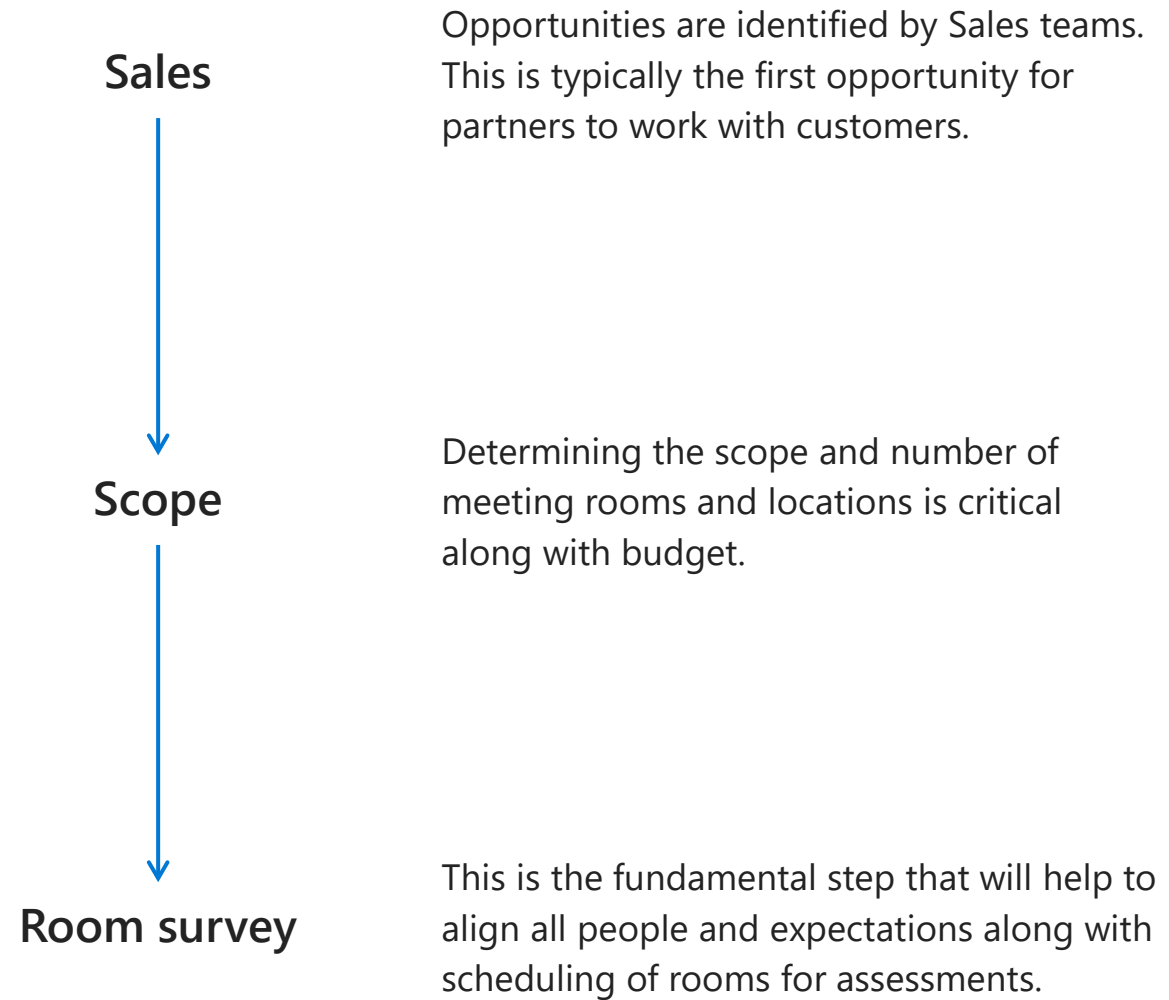 Sales
Opportunities are identified by Sales teams.
This is typically the first opportunity for
partners to work with customers.
Scope
Determining the scope and number of
meeting rooms and locations is critical
along with budget.
Room survey
This is the fundamental step that will help to
align all people and expectations along with
scheduling of rooms for assessments.